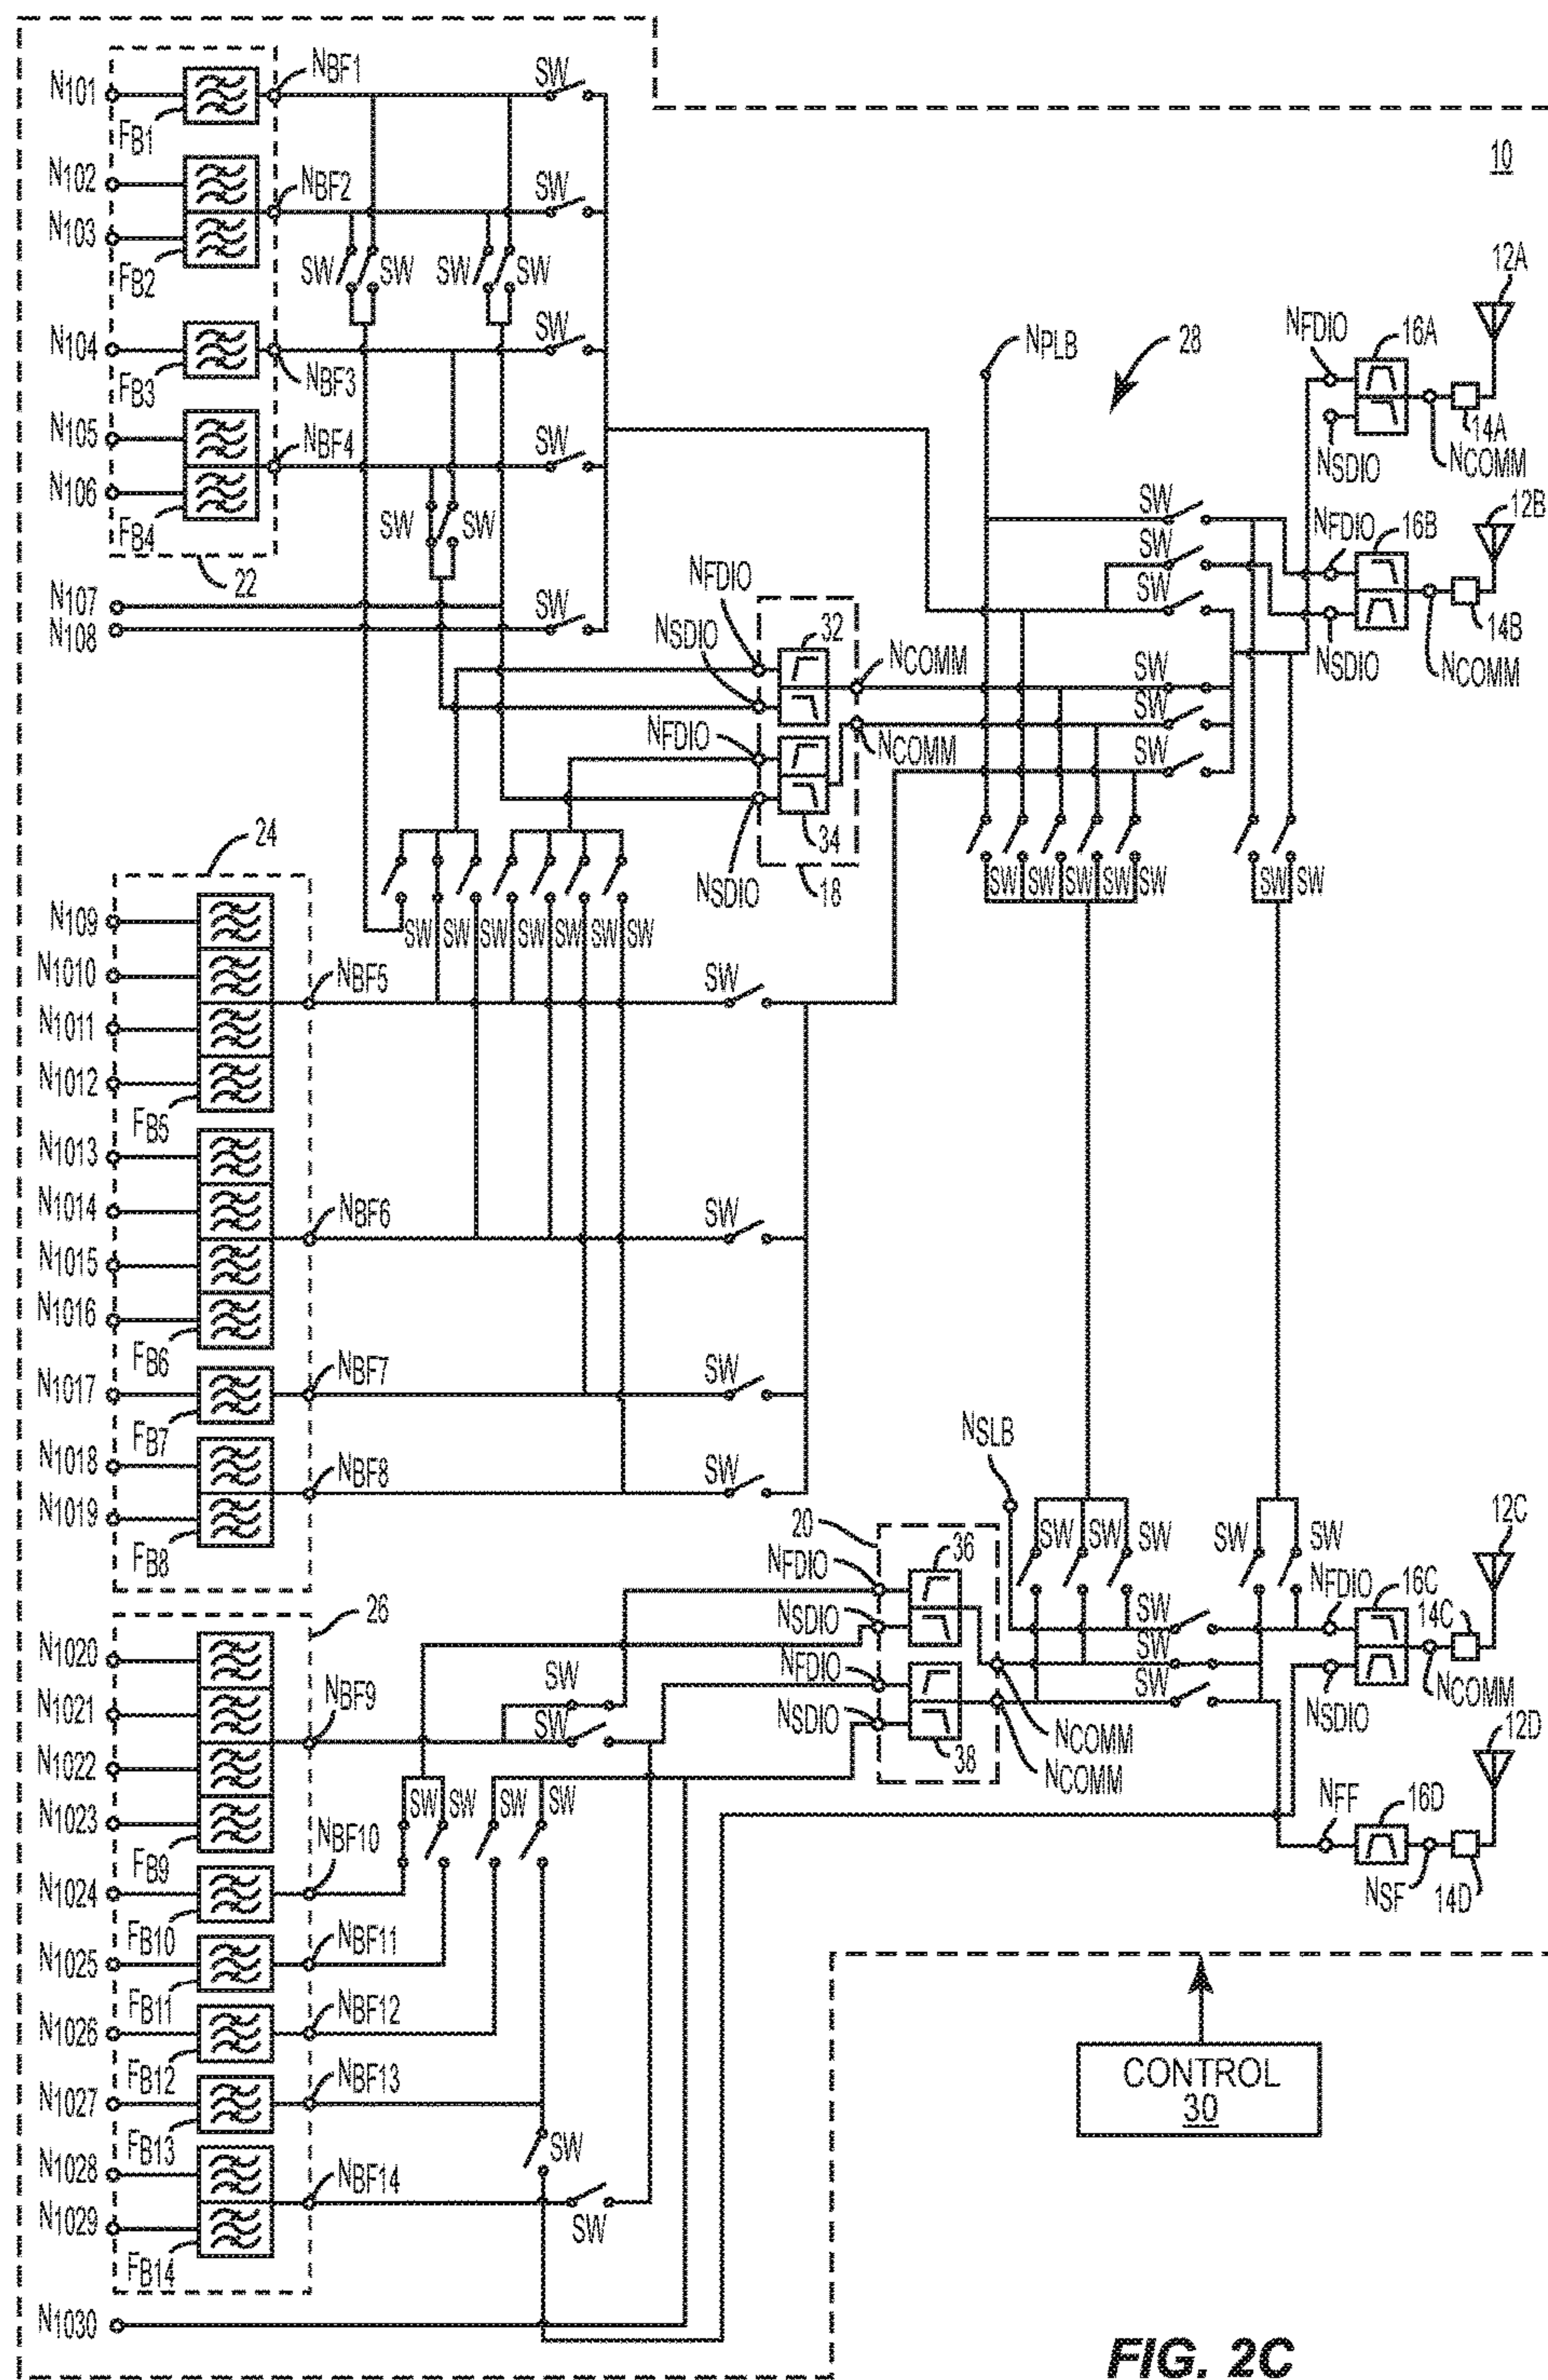 10
N101
FB1
NBF1
SW
N102
N103
FB2
NBF2
SW
SW
SW
SW
SW
N104
FB3
NBF3
SW
N105
N106
FB4
NBF4
SW
SW
SW
22
N107
N108
SW
NPLB
28
NFDIO
16A
12A
NSDIO
14A
NCOMM
SW
SW
SW
NFDIO
16B
12B
NSDIO
14B
NCOMM
NFDIO
NSDIO
32
NCOMM
NFDIO
NCOMM
34
NSDIO
18
SW
SW
SW
SW
SW
SW
SW
SW
SW
SW
24
SW
SW
SW
SW
SW
SW
SW
N109
N1010
N1011
N1012
FB5
NBF5
SW
N1013
N1014
N1015
N1016
FB6
NBF6
SW
N1017
FB7
NBF7
SW
N1018
N1019
FB8
NBF8
SW
NSLB
20
NFDIO
36
NSDIO
NFDIO
NSDIO
38
NCOMM
NCOMM
SW
SW
SW
SW
SW
SW
SW
SW
NFDIO
16C
14C
12C
NSDIO
NCOMM
12D
NFF
16D
NSF
14D
26
N1020
N1021
N1022
N1023
FB9
NBF9
SW
SW
SW
SW
SW
SW
N1024
FB10
NBF10
N1025
FB11
NBF11
N1026
FB12
NBF12
N1027
FB13
NBF13
SW
N1028
N1029
FB14
NBF14
SW
N1030
CONTROL
30
FIG. 2C